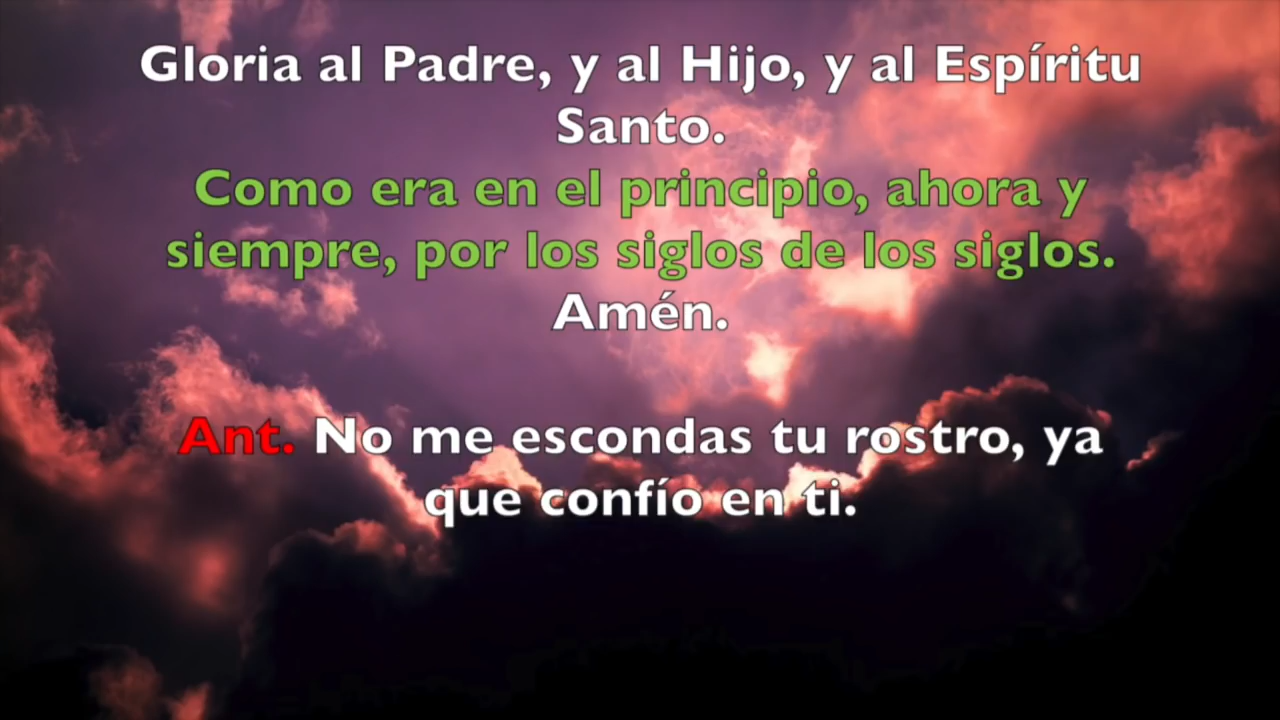 Gloria al Padre, y al Hijo, y al Espíritu
Santo.
Como era en el principio, ahora y
siempre, por los siglos de los siglos.
Amén.
Ant. No me escondas tu rostro, ya
que confío en ti.